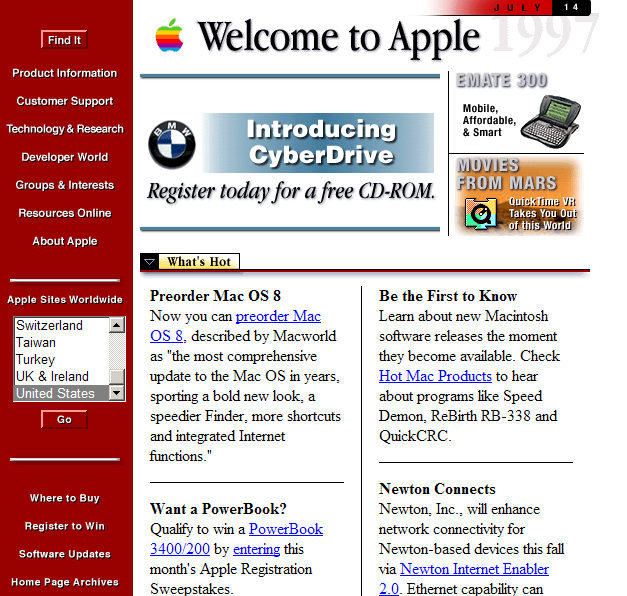 JULY 14
1997
Welcome to Apple
Find It
Product Information
Customer Support
Technology & Research
Developer World
Groups & Interests
Resources Online
About Apple
Apple Sites Worldwide
Switzerland
Taiwan
Turkey
UK & Ireland
United States
Go
Where to Buy
Register to Win
Software Updates
Home Page Archives
BMW
Introducing
CyberDrive
Register today for a free CD-ROM.
EMATE 300
Mobile,
Affordable,
& Smart
MOVIES
FROM MARS
QuickTime VR
Takes You Out
of this World
What's Hot
Preorder Mac OS 8
Now you can preorder Mac
OS 8, described by Macworld
as "the most comprehensive
update to the Mac OS in years,
sporting a bold new look, a
speedier Finder, more shortcuts
and integrated Internet
functions."
Want a PowerBook?
Qualify to win a PowerBook
3400/200 by entering this
month's Apple Registration
Sweepstakes.
Be the First to Know
Learn about new Macintosh
software releases the moment
they become available. Check
Hot Mac Products to hear
about programs like Speed
Demon, ReBirth RB-338 and
QuickCRC.
Newton Connects
Newton, Inc., will enhance
network connectivity for
Newton-based devices this fall
via Newton Internet Enabler
2.0. Ethernet capability can